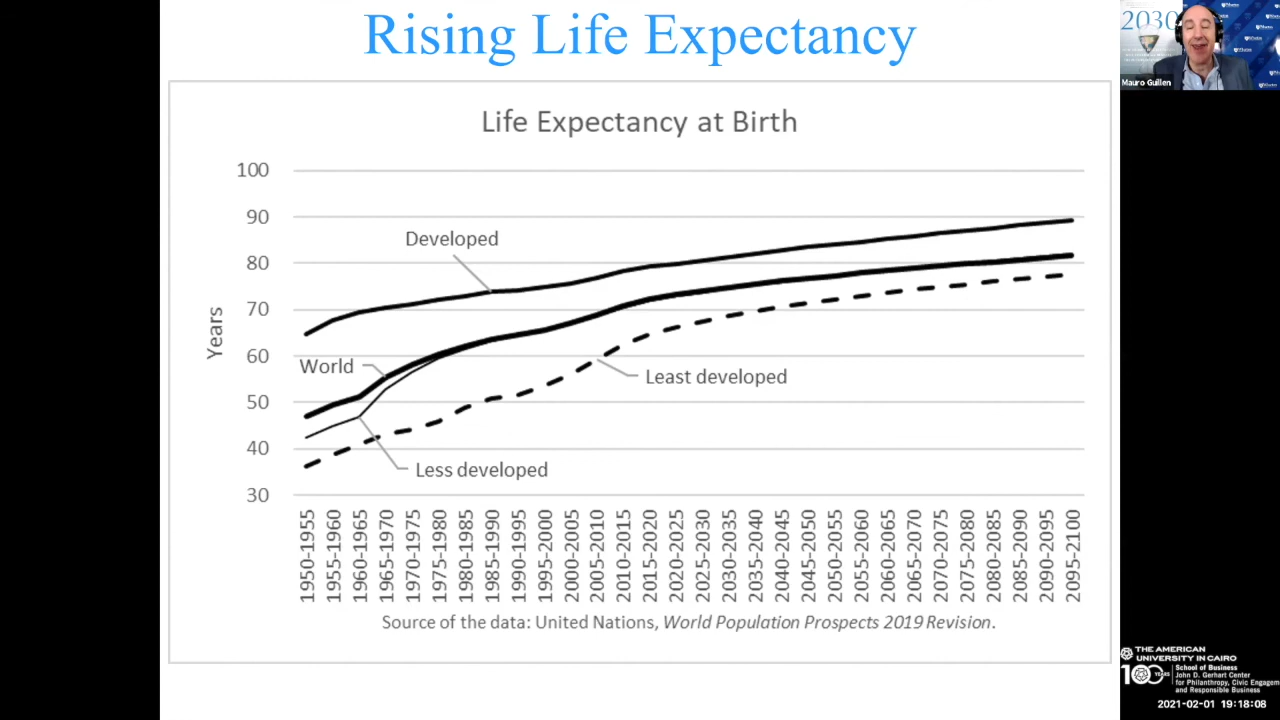 Rising Life Expectancy
Life Expectancy at Birth
100
90
80
70
60
50
40
30
Years
Developed
World
Less developed
Least developed
1950-1955
1955-1960
1960-1965
1965-1970
1970-1975
1975-1980
1980-1985
1985-1990
1990-1995
1995-2000
2000-2005
2005-2010
2010-2015
2015-2020
2020-2025
2025-2030
2030-2035
2035-2040
2040-2045
2045-2050
2050-2055
2055-2060
2060-2065
2065-2070
2070-2075
2075-2080
2080-2085
2085-2090
2090-2095
2095-2100
Source of the data: United Nations, World Population Prospects 2019 Revision.
2030
Mauro Guillen
THE AMERICAN
UNIVERSITY IN CAIRO
100 YEARS
School of Business
John D. Gerhart Center
for Philanthropy, Civic Engagem
and Responsible Business
2021-02-01 19:18:08